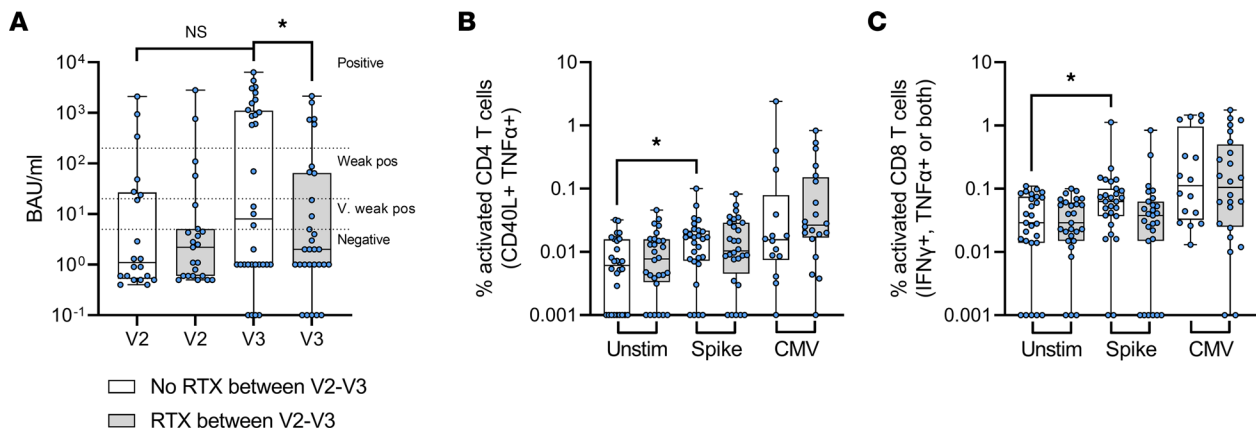 A
NS
*
BAU/ml
10⁴
10³
10²
10¹
10⁰
10⁻¹
Positive
Weak pos
V. weak pos
Negative
V2 V2 V3 V3
No RTX between V2-V3
RTX between V2-V3
B
% activated CD4 T cells
(CD40L+ TNFα+)
10
1
0.1
0.01
0.001
*
Unstim Spike CMV
C
% activated CD8 T cells
(IFNγ+, TNFα+ or both)
10
1
0.1
0.01
0.001
*
Unstim Spike CMV